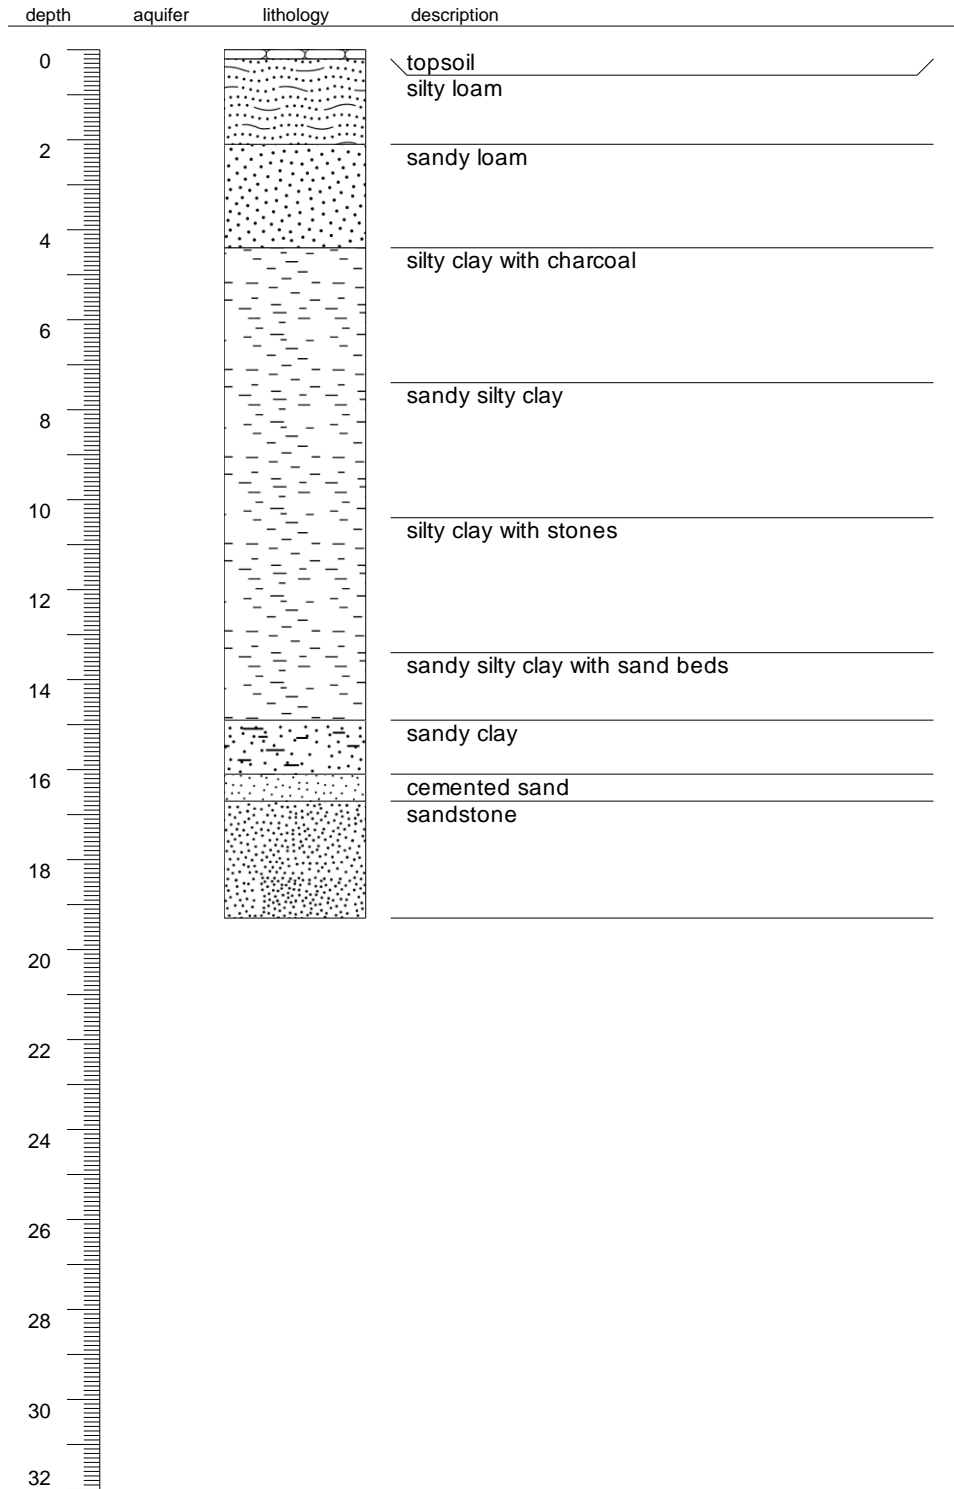 depth aquifer lithology description
0
topsoil
silty loam
2
sandy loam
4
silty clay with charcoal
6
sandy silty clay
8
10
silty clay with stones
12
sandy silty clay with sand beds
14
sandy clay
16
cemented sand
sandstone
18
20
22
24
26
28
30
32